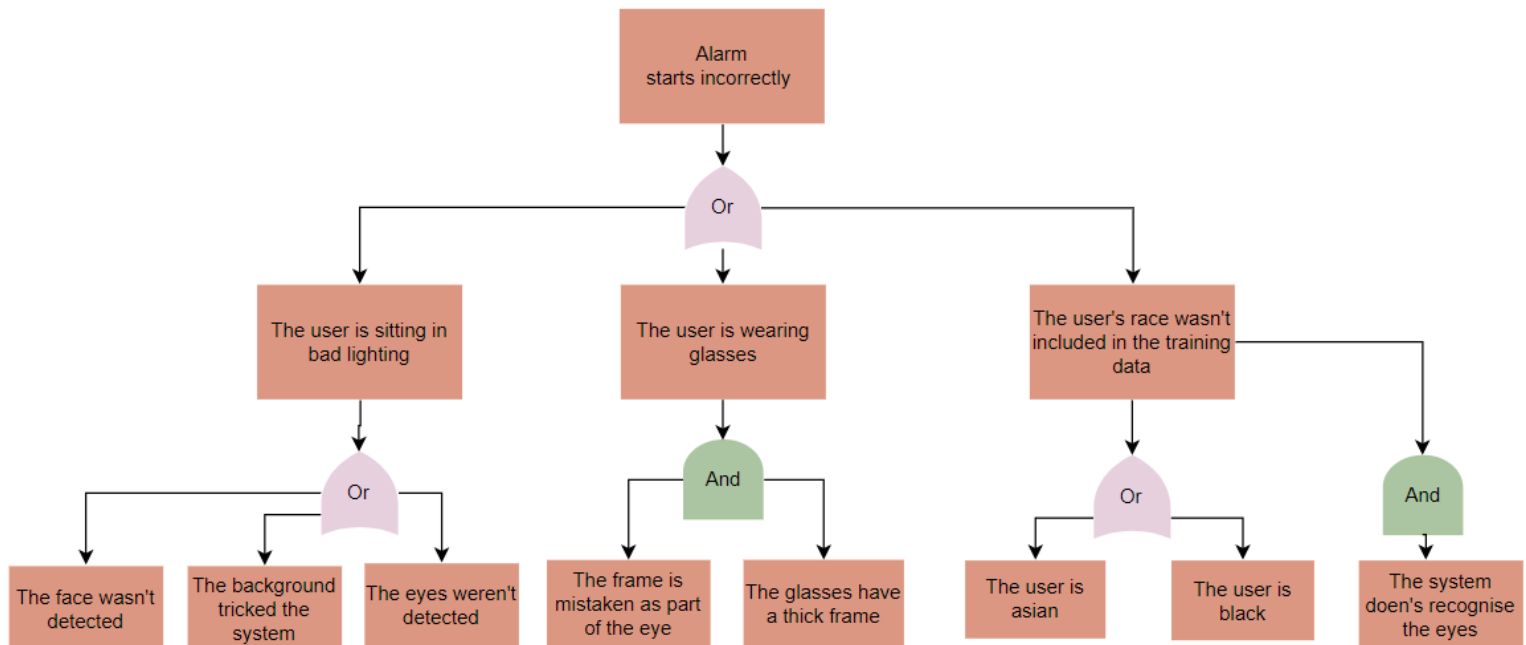 Alarm
starts incorrectly
Or
The user is sitting in
bad lighting
The user is wearing
glasses
The user's race wasn't
included in the training
data
Or
And
Or
And
The face wasn't
detected
The background
tricked the
system
The eyes weren't
detected
The frame is
mistaken as part
of the eye
The glasses have
a thick frame
The user is
asian
The user is
black
The system
doen's recognise
the eyes